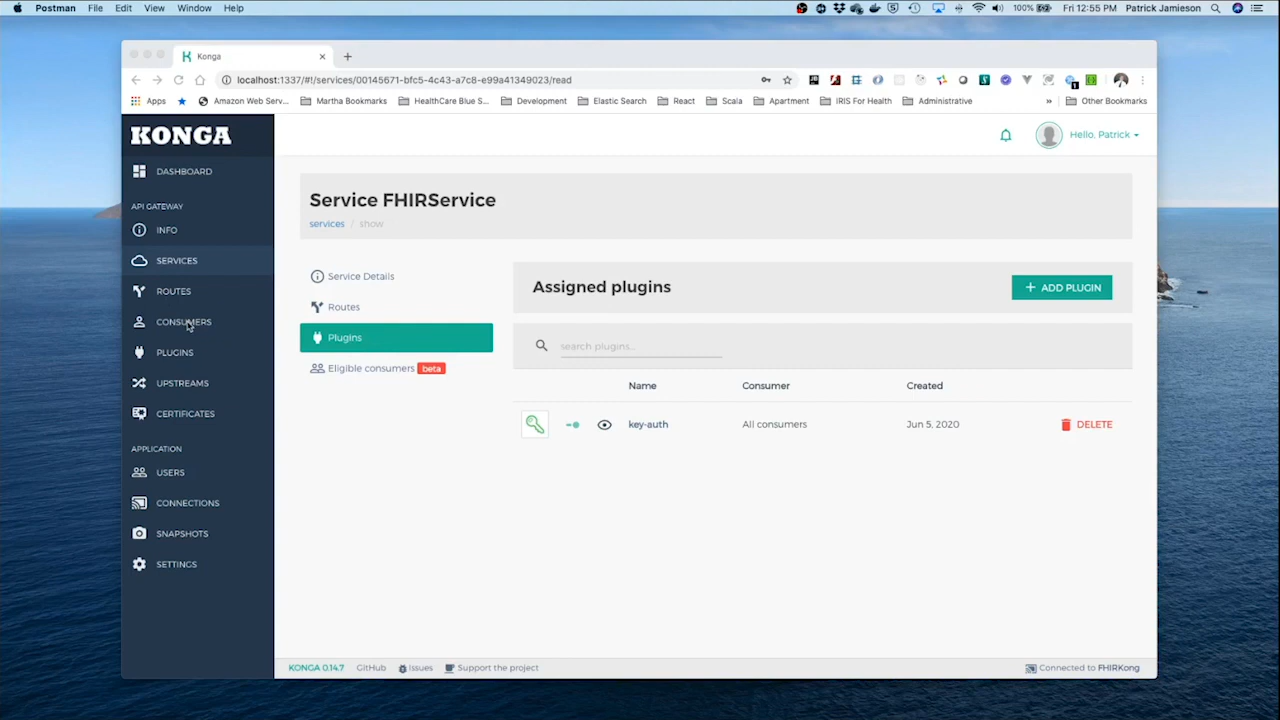 Postman File Edit View Window Help 100% Fri 12:55 PM Patrick Jamieson
Konga
localhost:1337/#!/services/00145671-bfc5-4c43-a7c8-e99a41349023/read
Apps Amazon Web Serv... Martha Bookmarks HealthCare Blue S... Development Elastic Search React Scala Apartment IRIS For Health Administrative » Other Bookmarks
KONGA
Hello, Patrick
DASHBOARD
API GATEWAY
INFO
SERVICES
ROUTES
CONSUMERS
PLUGINS
UPSTREAMS
CERTIFICATES
APPLICATION
USERS
CONNECTIONS
SNAPSHOTS
SETTINGS
Service FHIRService
services / show
Service Details
Routes
Plugins
Eligible consumers beta
Assigned plugins
+ ADD PLUGIN
search plugins...
Name Consumer Created
key-auth All consumers Jun 5, 2020 DELETE
KONGA 0.14.7 GitHub Issues Support the project Connected to FHIRKong